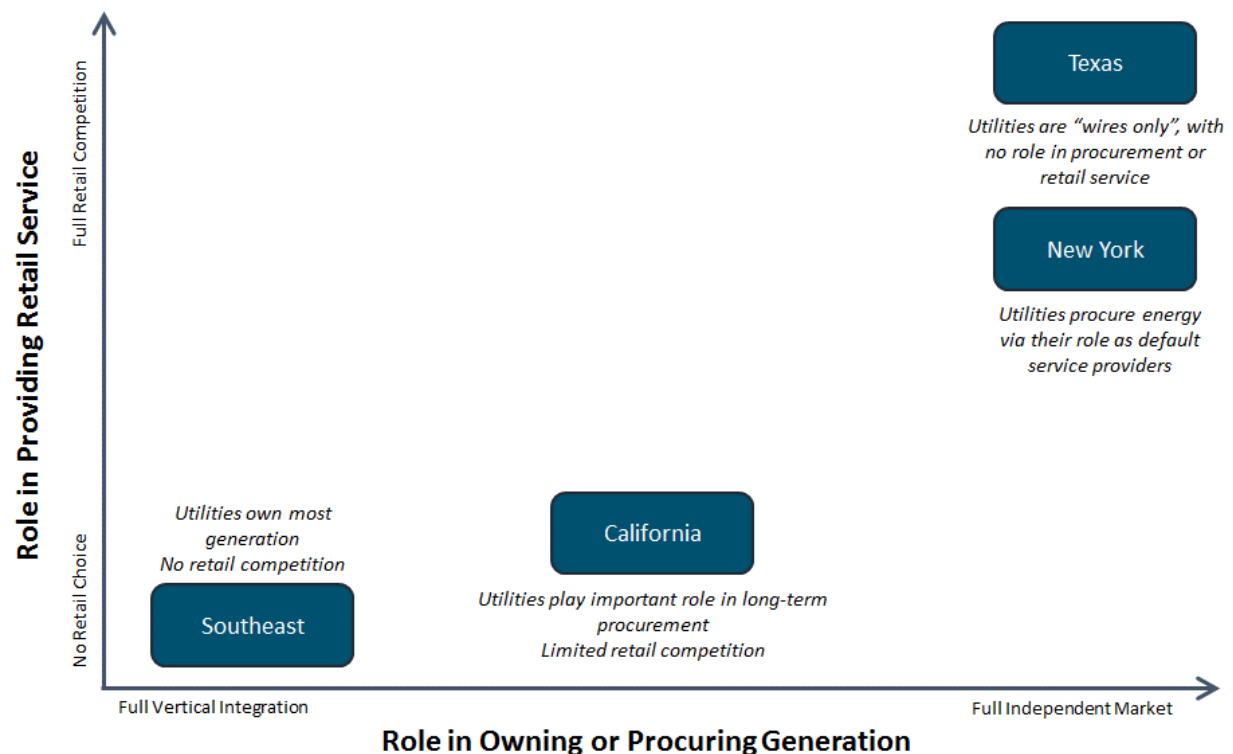 Role in Providing Retail Service
Full Retail Competition
No Retail Choice
Texas
Utilities are “wires only”, with
no role in procurement or
retail service
New York
Utilities procure energy
via their role as default
service providers
Utilities own most
generation
No retail competition
Southeast
California
Utilities play important role in long-term
procurement
Limited retail competition
Full Vertical Integration
Full Independent Market
Role in Owning or Procuring Generation